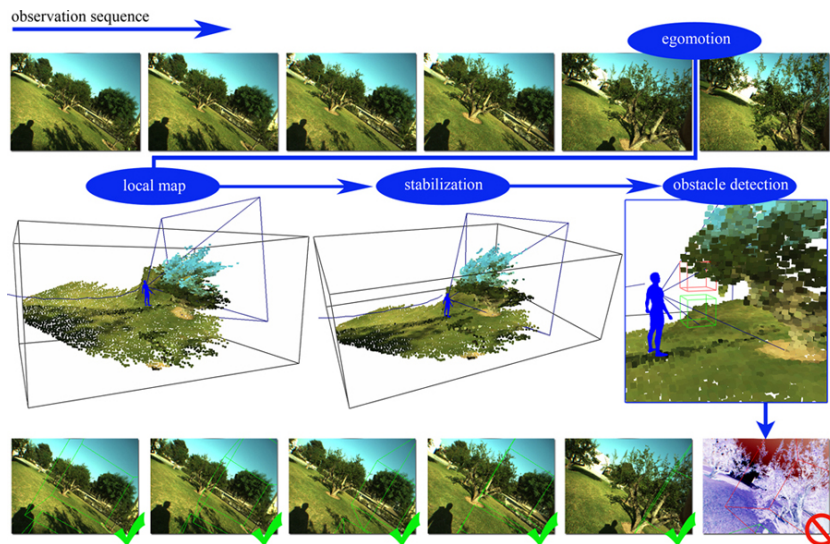 observation sequence
egomotion
local map
stabilization
obstacle detection